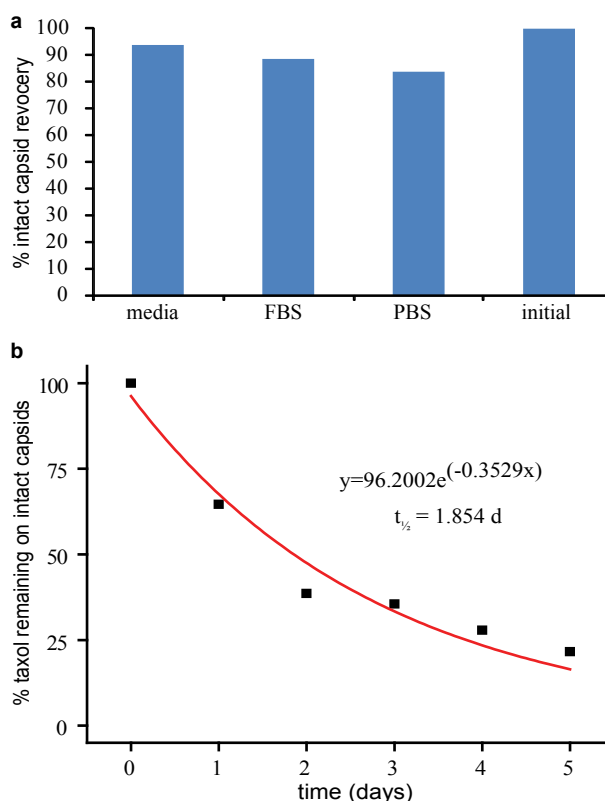 a
% intact capsid revocery
100
90
80
70
60
50
40
30
20
10
0
media FBS PBS initial
b
% taxol remaining on intact capsids
100
75
50
25
0
y=96.2002e(-0.3529x)
t½ = 1.854 d
0 1 2 3 4 5
time (days)